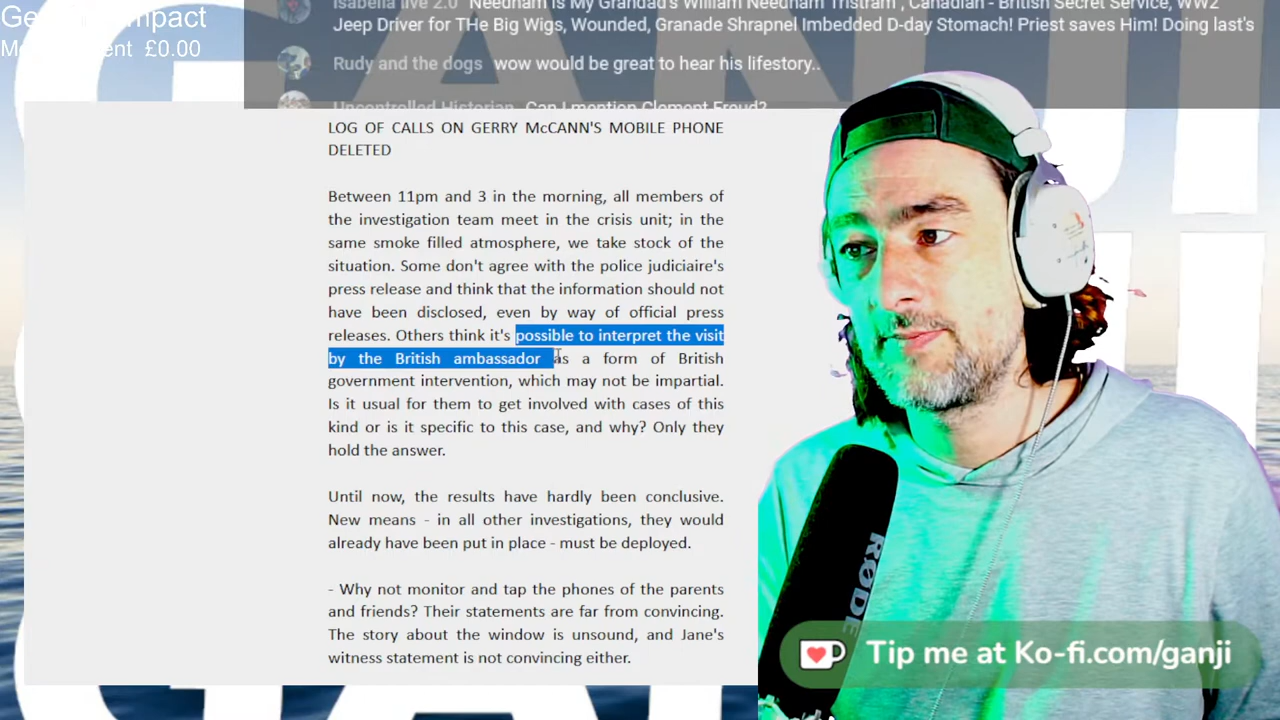 Ge    mpact
Mo    ent £0.00
Isabella live 2.0 Needham Is My Grandad's William Needham Tristram , Canadian - British Secret Service, WW2
Jeep Driver for THe Big Wigs, Wounded, Granade Shrapnel Imbedded D-day Stomach! Priest saves Him! Doing last's
Rudy and the dogs wow would be great to hear his lifestory..
Uncontrolled Historian Can I mention Clement Freud?
LOG OF CALLS ON GERRY McCANN'S MOBILE PHONE
DELETED
Between 11pm and 3 in the morning, all members of
the investigation team meet in the crisis unit; in the
same smoke filled atmosphere, we take stock of the
situation. Some don't agree with the police judiciaire's
press release and think that the information should not
have been disclosed, even by way of official press
releases. Others think it's possible to interpret the visit
by the British ambassador as a form of British
government intervention, which may not be impartial.
Is it usual for them to get involved with cases of this
kind or is it specific to this case, and why? Only they
hold the answer.
Until now, the results have hardly been conclusive.
New means - in all other investigations, they would
already have been put in place - must be deployed.
- Why not monitor and tap the phones of the parents
and friends? Their statements are far from convincing.
The story about the window is unsound, and Jane's
witness statement is not convincing either.
RØDE
Tip me at Ko-fi.com/ganji